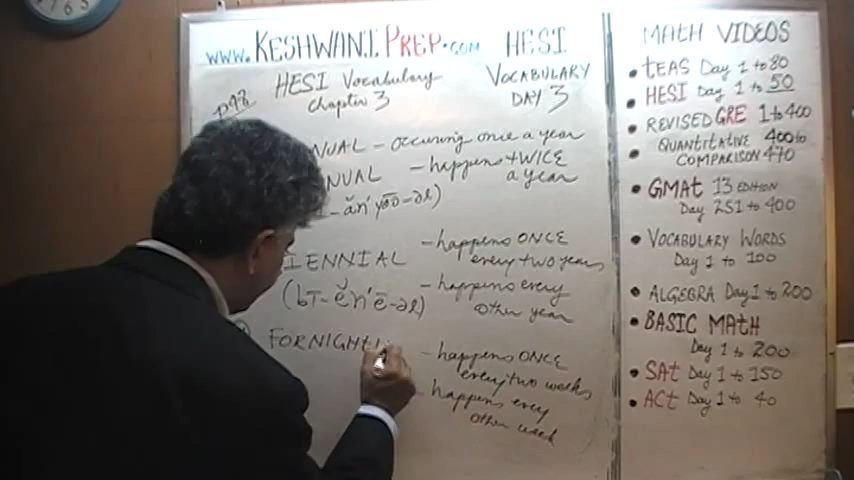 www.KESHWANIPREP.COM
HESI
VOCABULARY
DAY 3
HESI Vocabulary
Chapter 3
p93
NUAL - occuring once a year
NUAL - happens TWICE
a year
I-ăn'yōō-əl)
IENNIAL - happens ONCE
every two years
(bī-ĕn'ē-əl) - happens every
other year
FORNIGHTL
- happens ONCE
every two weeks
- happens every
other week
MATH VIDEOS
• TEAS Day 1 to 80
• HESI Day 1 to 50
• REVISED GRE 1 to 400
• QUANTITATIVE 400 to
COMPARISON 470
• GMAT 13 EDITION
Day 251 to 400
• VOCABULARY WORDS
Day 1 to 100
• ALGEBRA Day 1 to 200
• BASIC MATH
Day 1 to 200
• SAT Day 1 to 150
• ACT Day 1 to 40